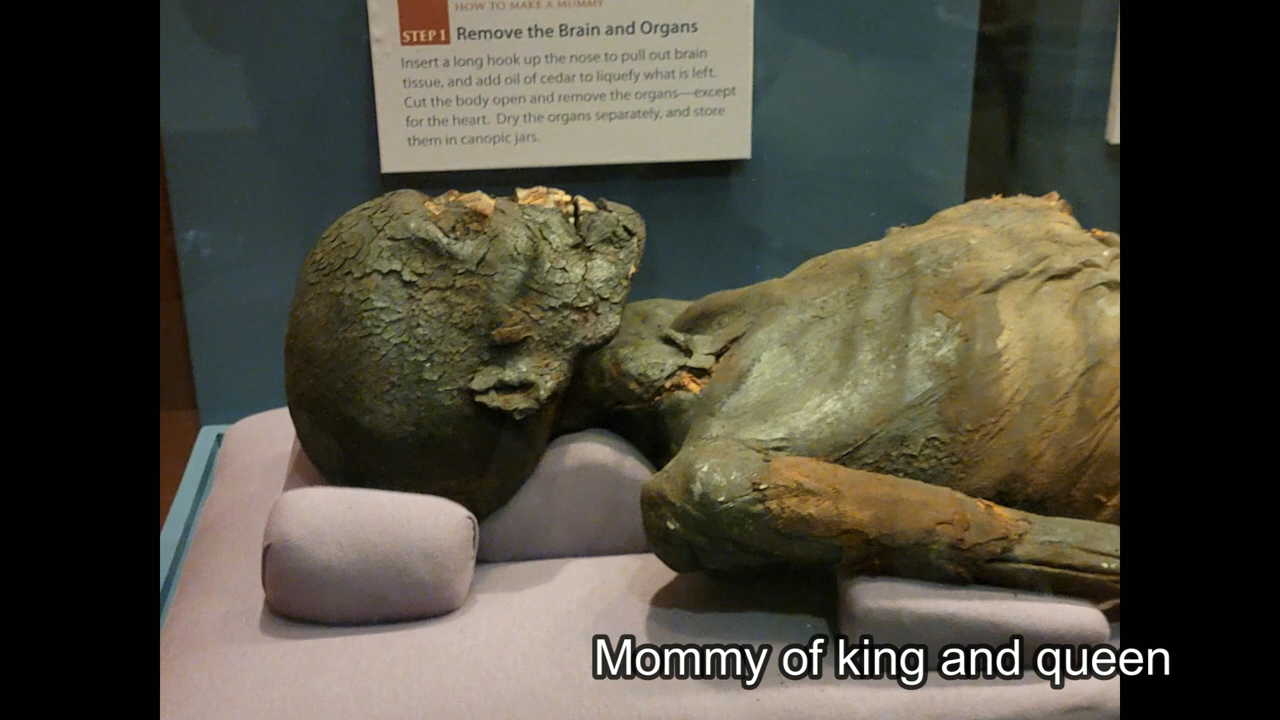 HOW TO MAKE A MUMMY
STEP 1 Remove the Brain and Organs
Insert a long hook up the nose to pull out brain
tissue, and add oil of cedar to liquefy what is left.
Cut the body open and remove the organs—except
for the heart. Dry the organs separately, and store
them in canopic jars.
Mommy of king and queen